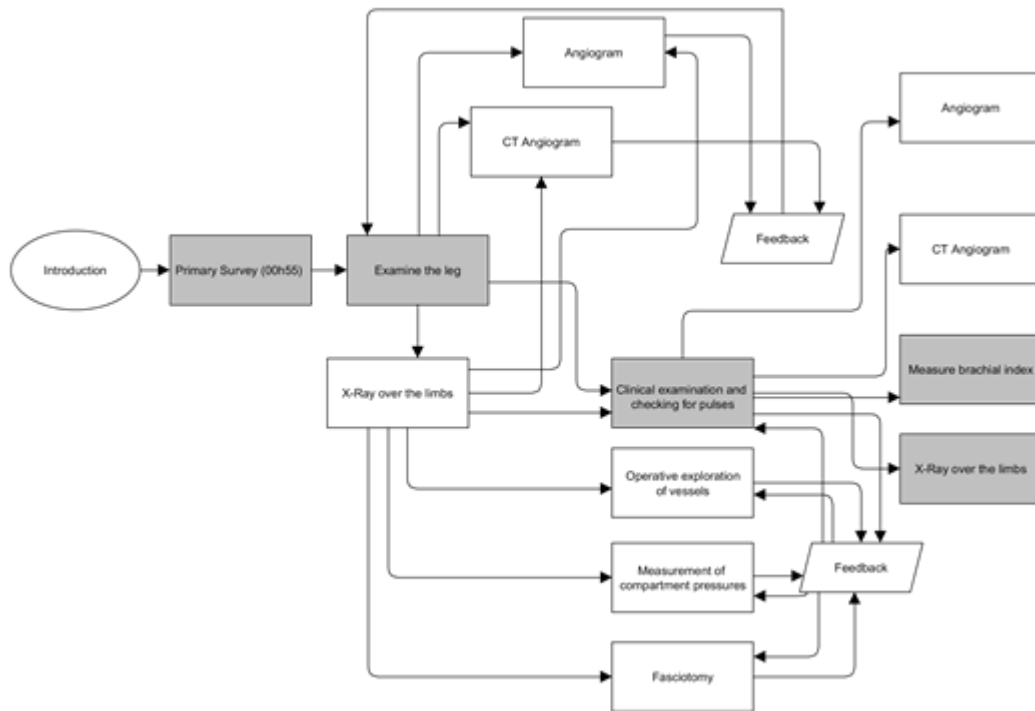 Angiogram
Angiogram
CT Angiogram
Feedback
CT Angiogram
Introduction
Primary Survey (00h55)
Examine the leg
X-Ray over the limbs
Clinical examination and
checking for pulses
Measure brachial index
X-Ray over the limbs
Operative exploration
of vessels
Measurement of
compartment pressures
Feedback
Fasciotomy